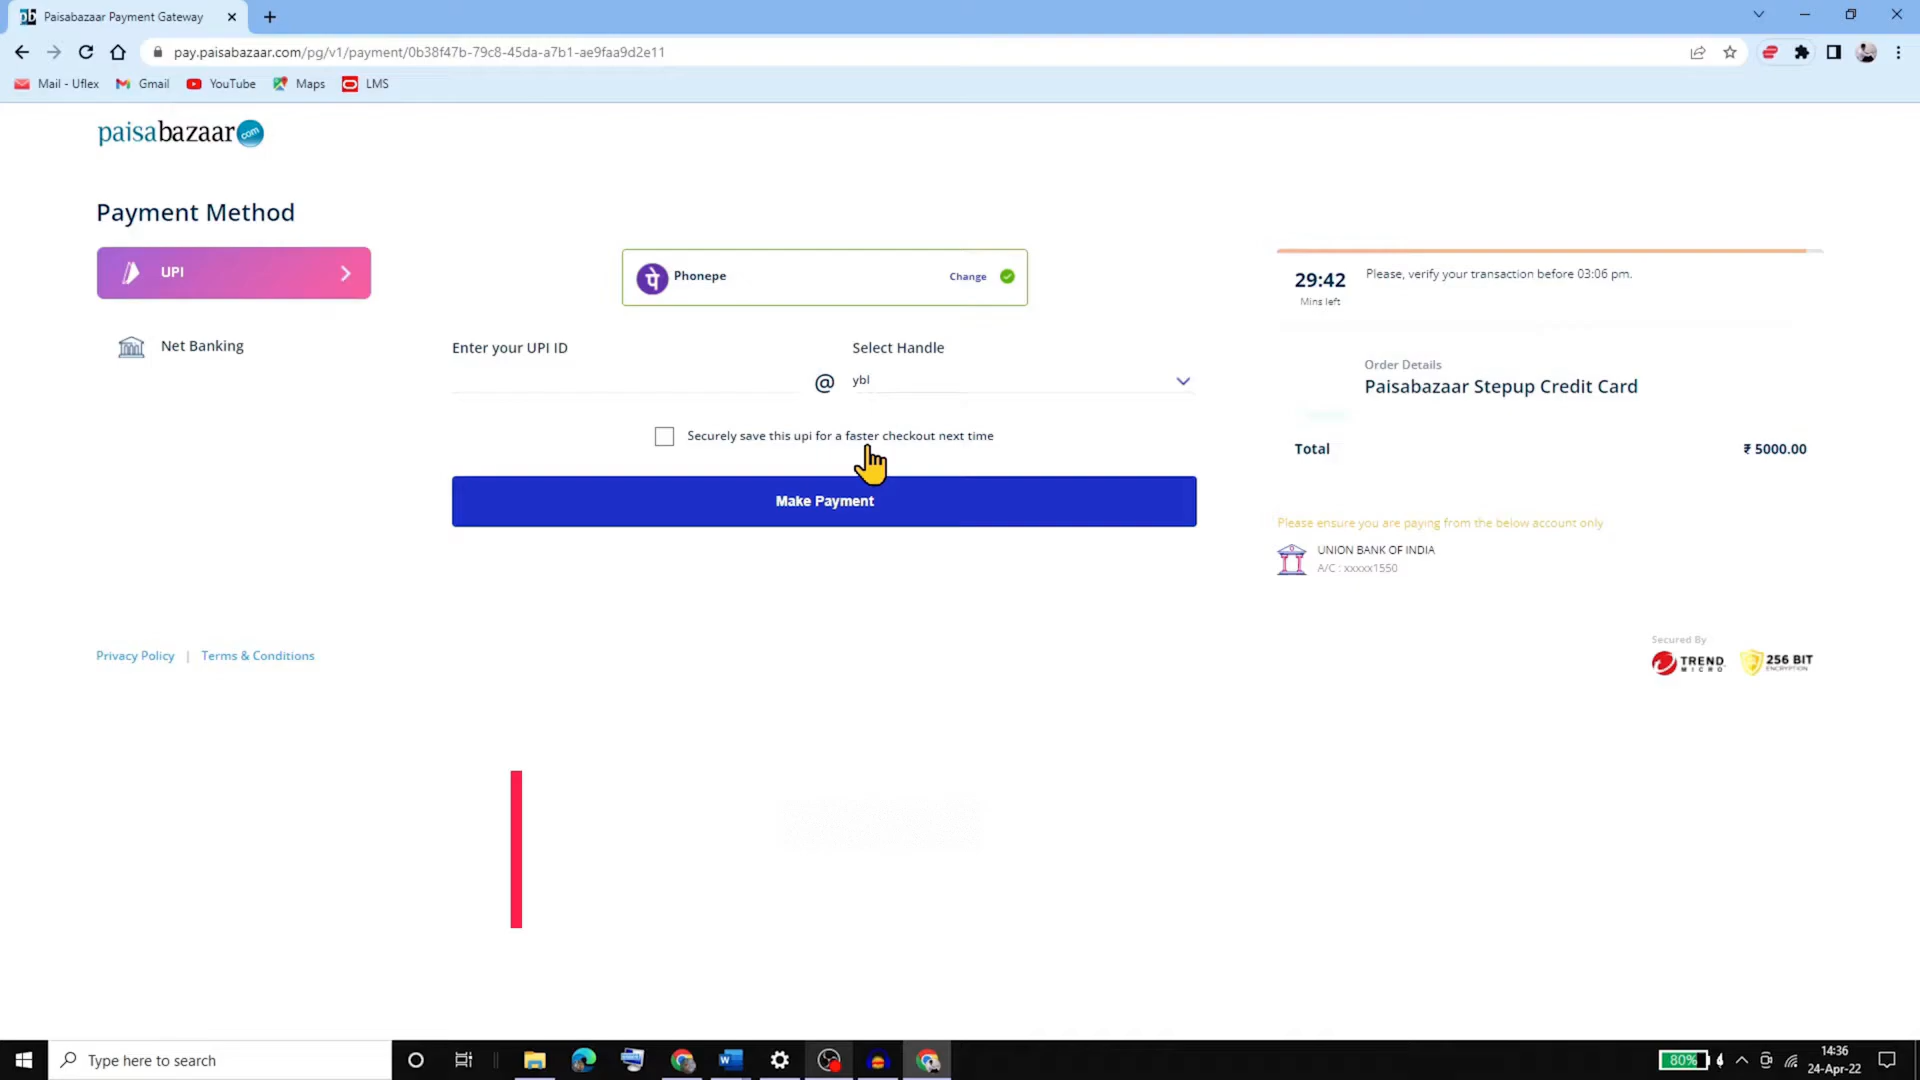 Paisabazaar Payment Gateway
pay.paisabazaar.com/pg/v1/payment/0b38f47b-79c8-45da-a7b1-ae9faa9d2e11
Mail - Uflex
Gmail
YouTube
Maps
LMS
paisabazaar.com
Payment Method
UPI
Net Banking
पे
Phonepe
Change
Enter your UPI ID
Select Handle
@
ybl
Securely save this upi for a faster checkout next time
Make Payment
29:42
Mins left
Please, verify your transaction before 03:06 pm.
Order Details
Paisabazaar Stepup Credit Card
Total
₹ 5000.00
Please ensure you are paying from the below account only
UNION BANK OF INDIA
A/C : xxxxx1550
Privacy Policy | Terms & Conditions
Secured By
TREND MICRO
256 BIT
ENCRYPTION
Type here to search
80%
14:36
24-Apr-22